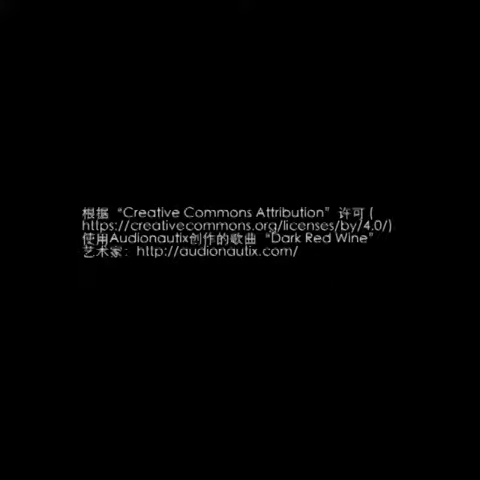 根据 “Creative Commons Attribution” 许可 (
https://creativecommons.org/licenses/by/4.0/)
使用Audionautix创作的歌曲 “Dark Red Wine”
艺术家：http://audionautix.com/